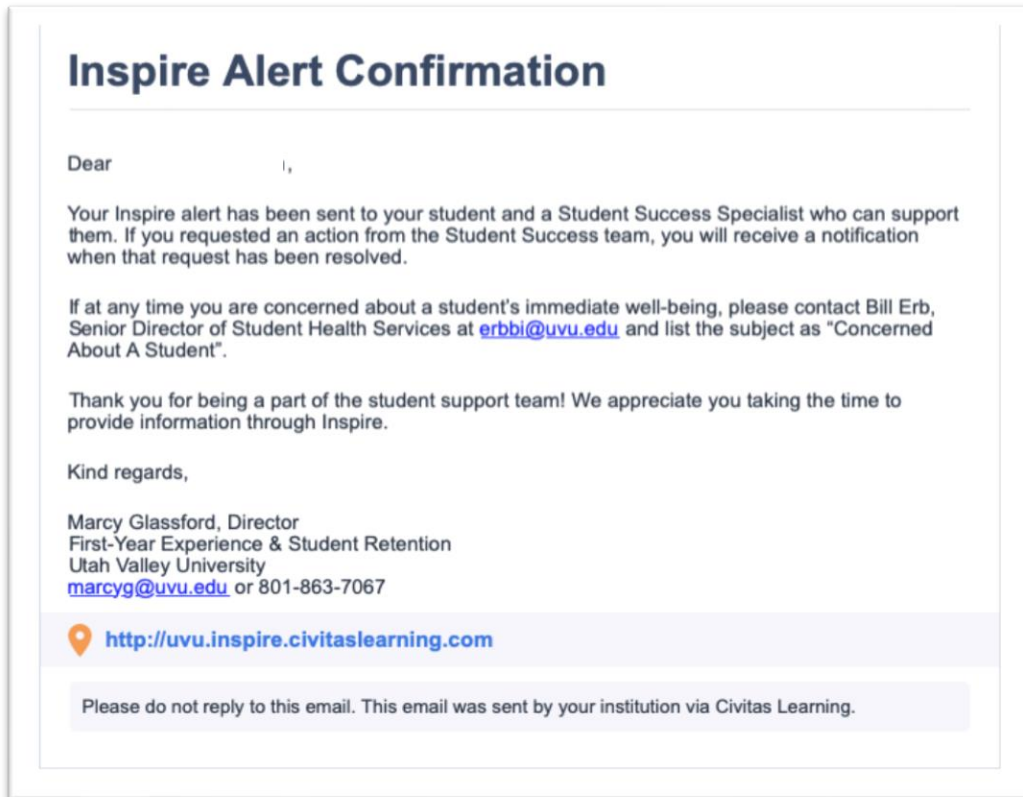 Inspire Alert Confirmation
Dear ,
Your Inspire alert has been sent to your student and a Student Success Specialist who can support
them. If you requested an action from the Student Success team, you will receive a notification
when that request has been resolved.
If at any time you are concerned about a student's immediate well-being, please contact Bill Erb,
Senior Director of Student Health Services at erbbi@uvu.edu and list the subject as “Concerned
About A Student”.
Thank you for being a part of the student support team! We appreciate you taking the time to
provide information through Inspire.
Kind regards,
Marcy Glassford, Director
First-Year Experience & Student Retention
Utah Valley University
marcyg@uvu.edu or 801-863-7067
http://uvu.inspire.civitaslearning.com
Please do not reply to this email. This email was sent by your institution via Civitas Learning.